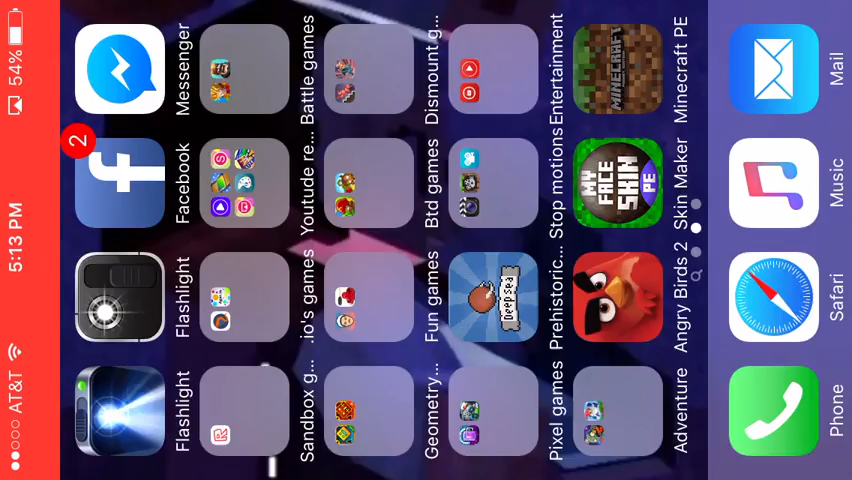 AT&T 5:13 PM 54%
2
f
Flashlight Flashlight Facebook Messenger
R
Sandbox g... .io's games Youtude re... Battle games
Geometry... Fun games Btd games Dismount g...
Deep sea
Pixel games Prehistoric... Stop motions Entertainment
MY FACE SKIN PE
MINECRAFT
Adventure Angry Birds 2 Skin Maker Minecraft PE
Phone Safari Music Mail